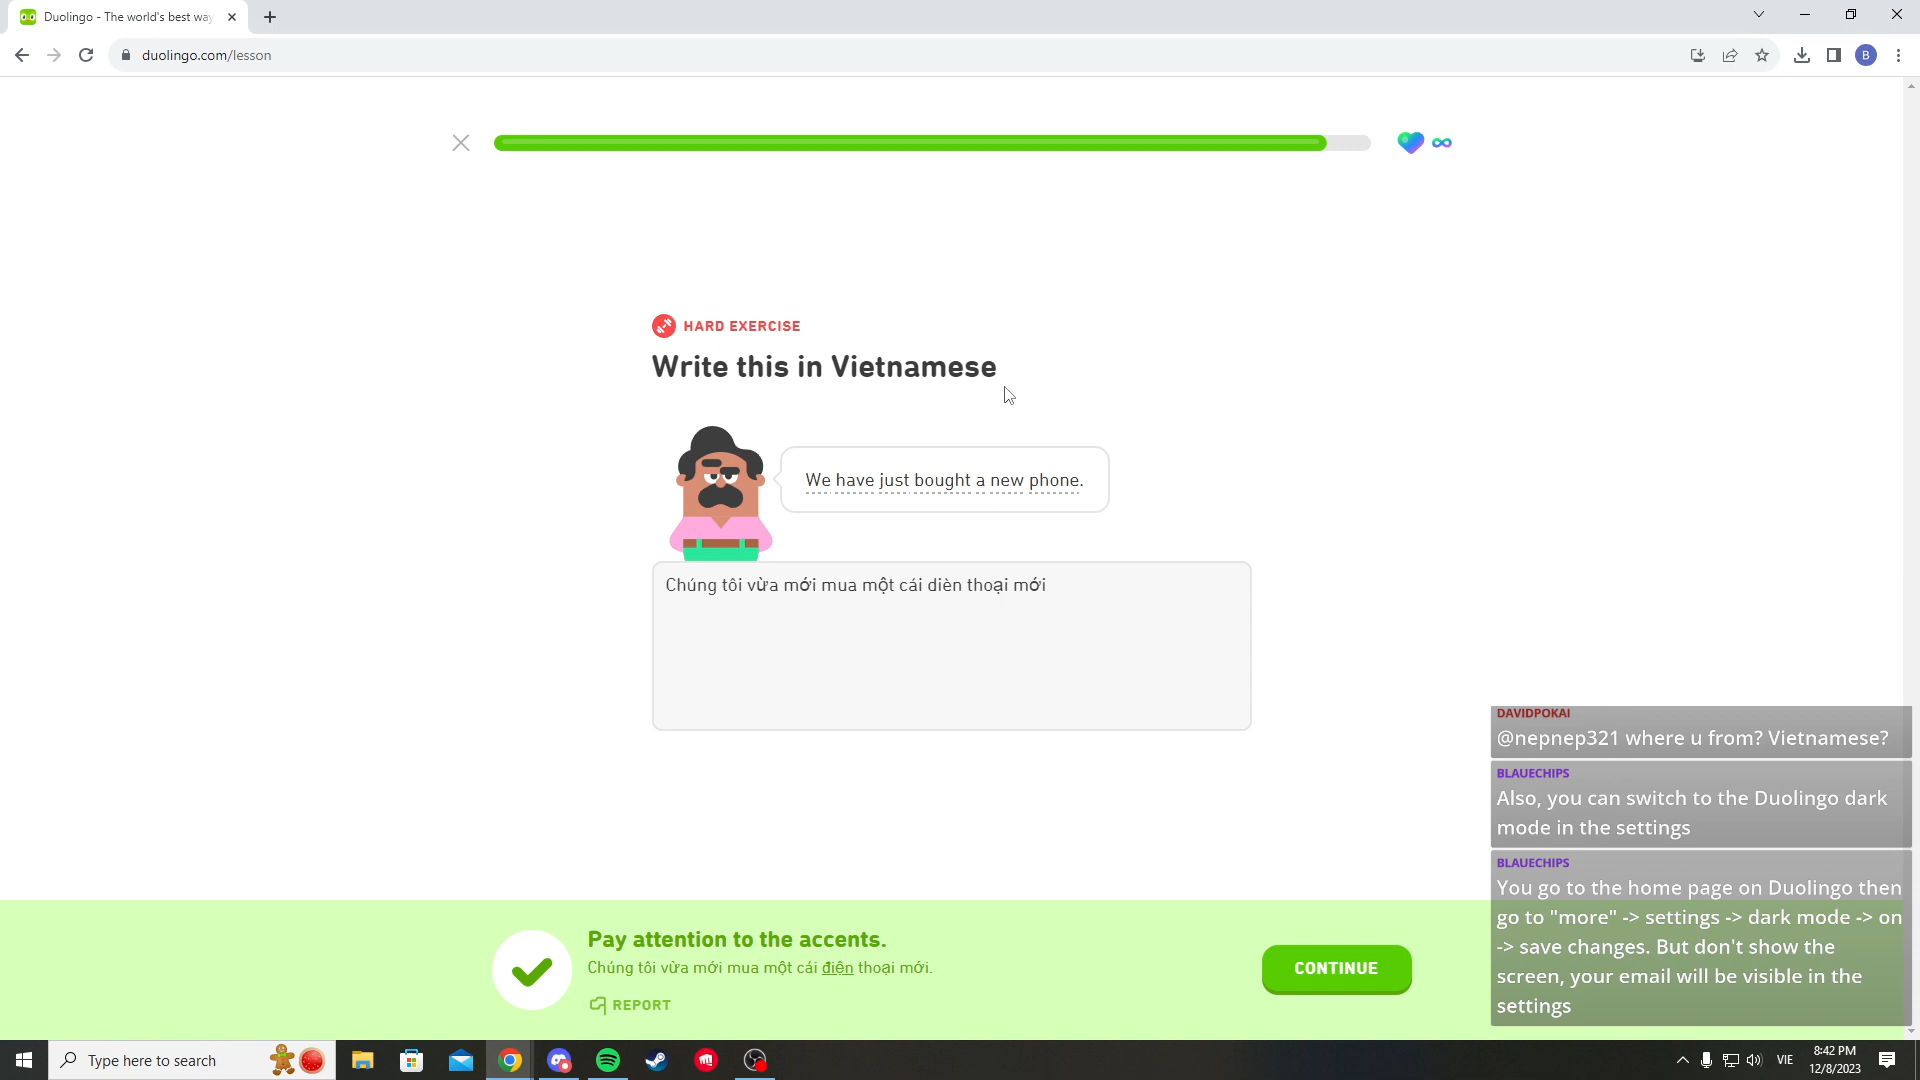 Duolingo - The world's best way
duolingo.com/lesson
B
HARD EXERCISE
Write this in Vietnamese
We have just bought a new phone.
Chúng tôi vừa mới mua một cái dièn thoại mới
DAVIDPOKAI
@nepnep321 where u from? Vietnamese?
BLAUECHIPS
Also, you can switch to the Duolingo dark
mode in the settings
BLAUECHIPS
You go to the home page on Duolingo then
go to "more" -> settings -> dark mode -> on
-> save changes. But don't show the
screen, your email will be visible in the
settings
Pay attention to the accents.
Chúng tôi vừa mới mua một cái điện thoại mới.
REPORT
CONTINUE
Type here to search
VIE
8:42 PM
12/8/2023